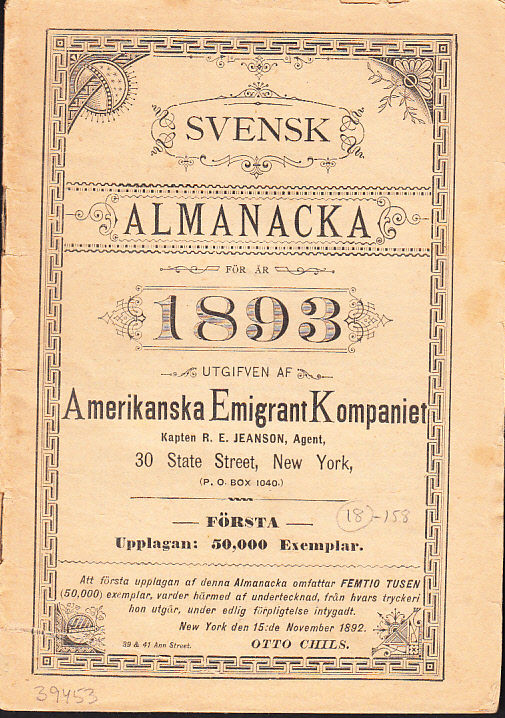 SVENSK
ALMANACKA
FÖR ÅR
1893
UTGIFVEN AF
Amerikanska Emigrant Kompaniet
Kapten R. E. JEANSON, Agent,
30 State Street, New York,
(P. O. BOX 1040.)
— FÖRSTA —
(18)-158
Upplagan: 50,000 Exemplar.
Att första upplagan af denna Almanacka omfattar FEMTIO TUSEN
(50,000) exemplar, varder härmed af undertecknad, från hvars tryckeri
hon utgår, under edlig förpligtelse intygadt.
New York den 15:de November 1892.
39 & 41 Ann Street. OTTO CHILS.
39453